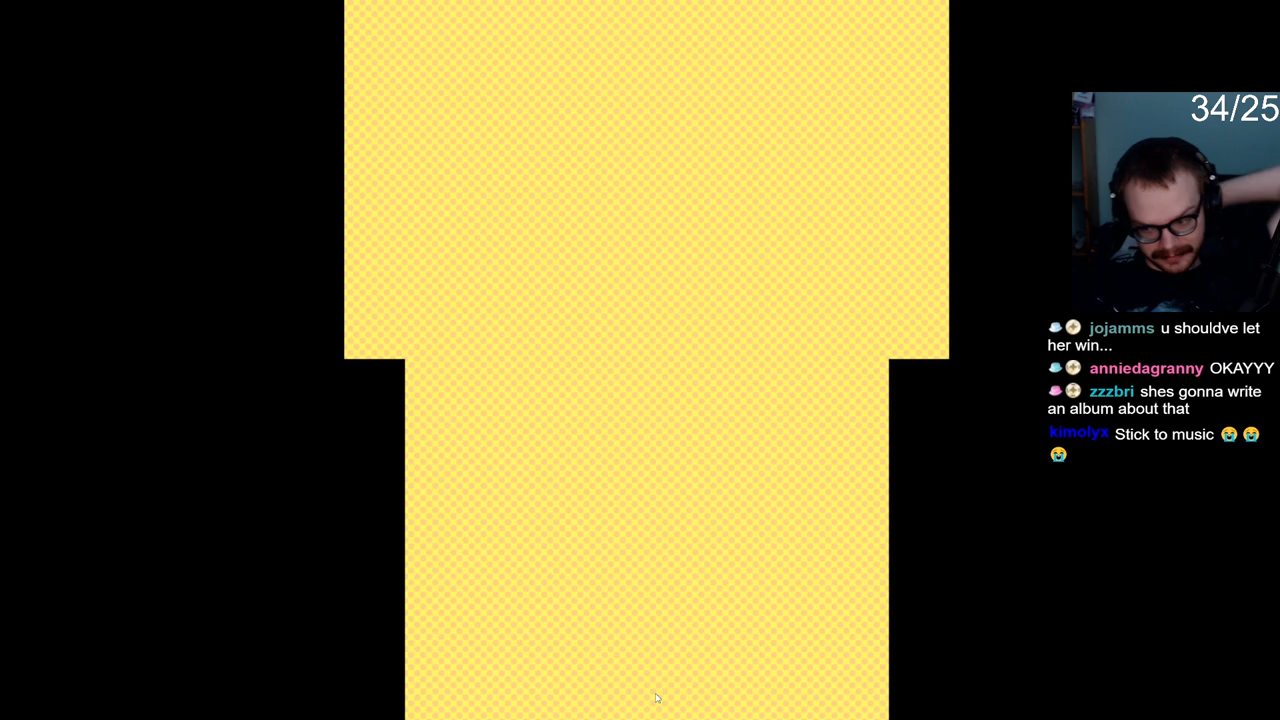 34/25
jojamms u shouldve let
her win...
anniedagranny OKAYYY
zzzbri shes gonna write
an album about that
kimolyx Stick to music 😭 😭
😭